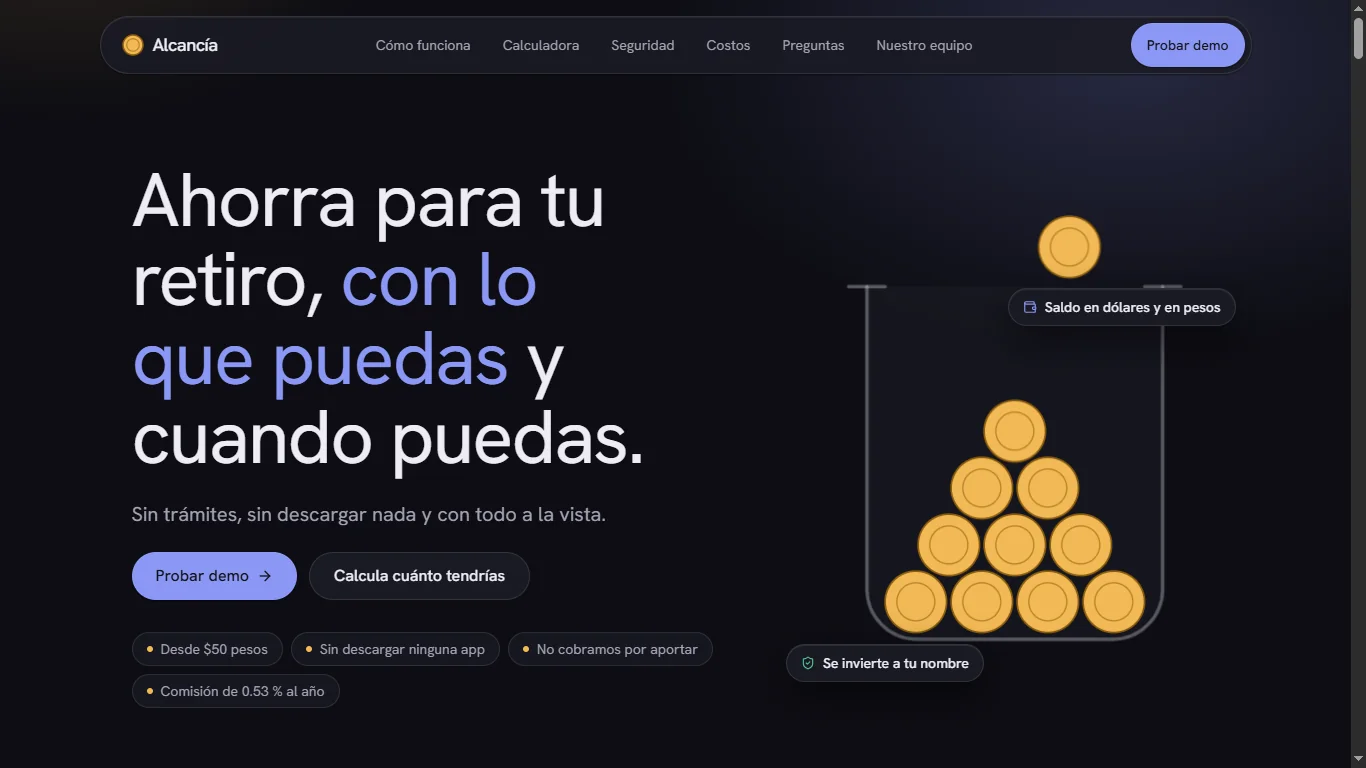 Alcancía
Cómo funciona
Calculadora
Seguridad
Costos
Preguntas
Nuestro equipo
Probar demo
Ahorra para tu
retiro, con lo
que puedas y
cuando puedas.
Sin trámites, sin descargar nada y con todo a la vista.
Probar demo
Calcula cuánto tendrías
Desde $50 pesos
Sin descargar ninguna app
No cobramos por aportar
Comisión de 0.53 % al año
Saldo en dólares y en pesos
Se invierte a tu nombre